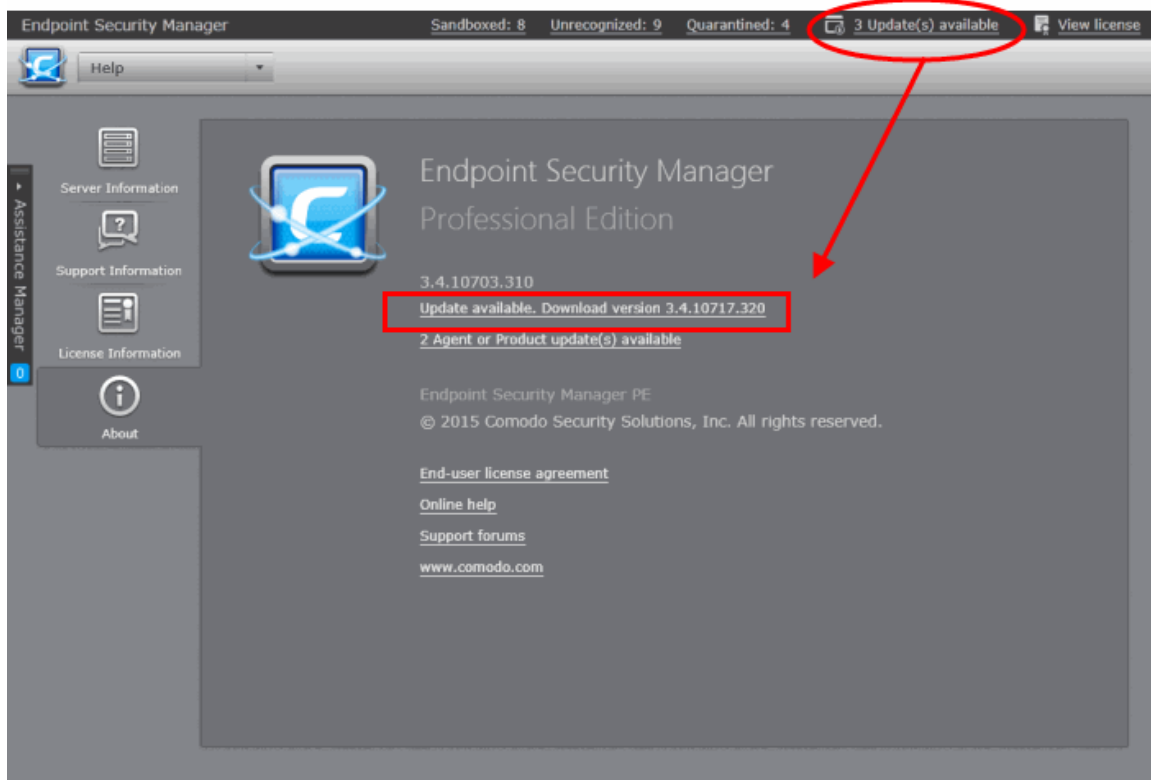 Endpoint Security Manager Sandboxed: 8 Unrecognized: 9 Quarantined: 4 3 Update(s) available View license
Help
Server Information
Support Information
License Information
About
Assistance Manager
0
Endpoint Security Manager
Professional Edition
3.4.10703.310
Update available. Download version 3.4.10717.320
2 Agent or Product update(s) available
Endpoint Security Manager PE
© 2015 Comodo Security Solutions, Inc. All rights reserved.
End-user license agreement
Online help
Support forums
www.comodo.com